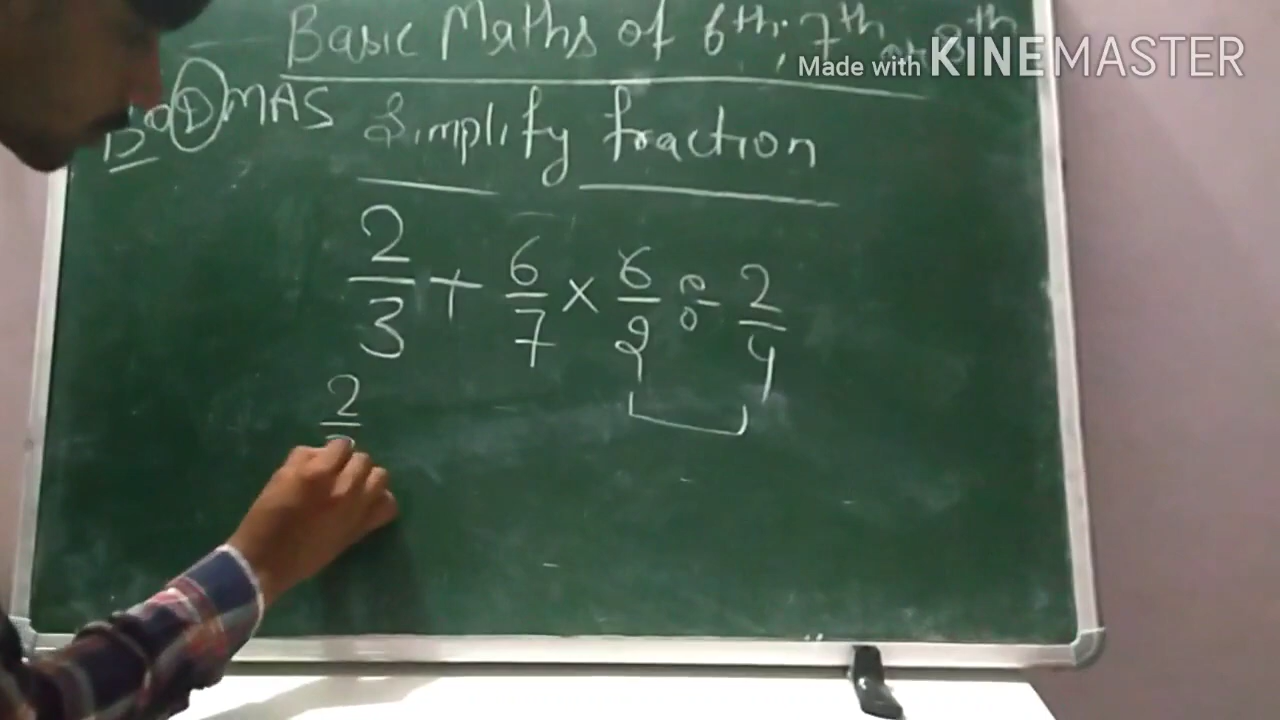 Basic Maths of 6th, 7th or 8th
Made with KINEMASTER
BODMAS
Simplify fraction
2/3 + 6/7 × 6/2 ÷ 2/4
2